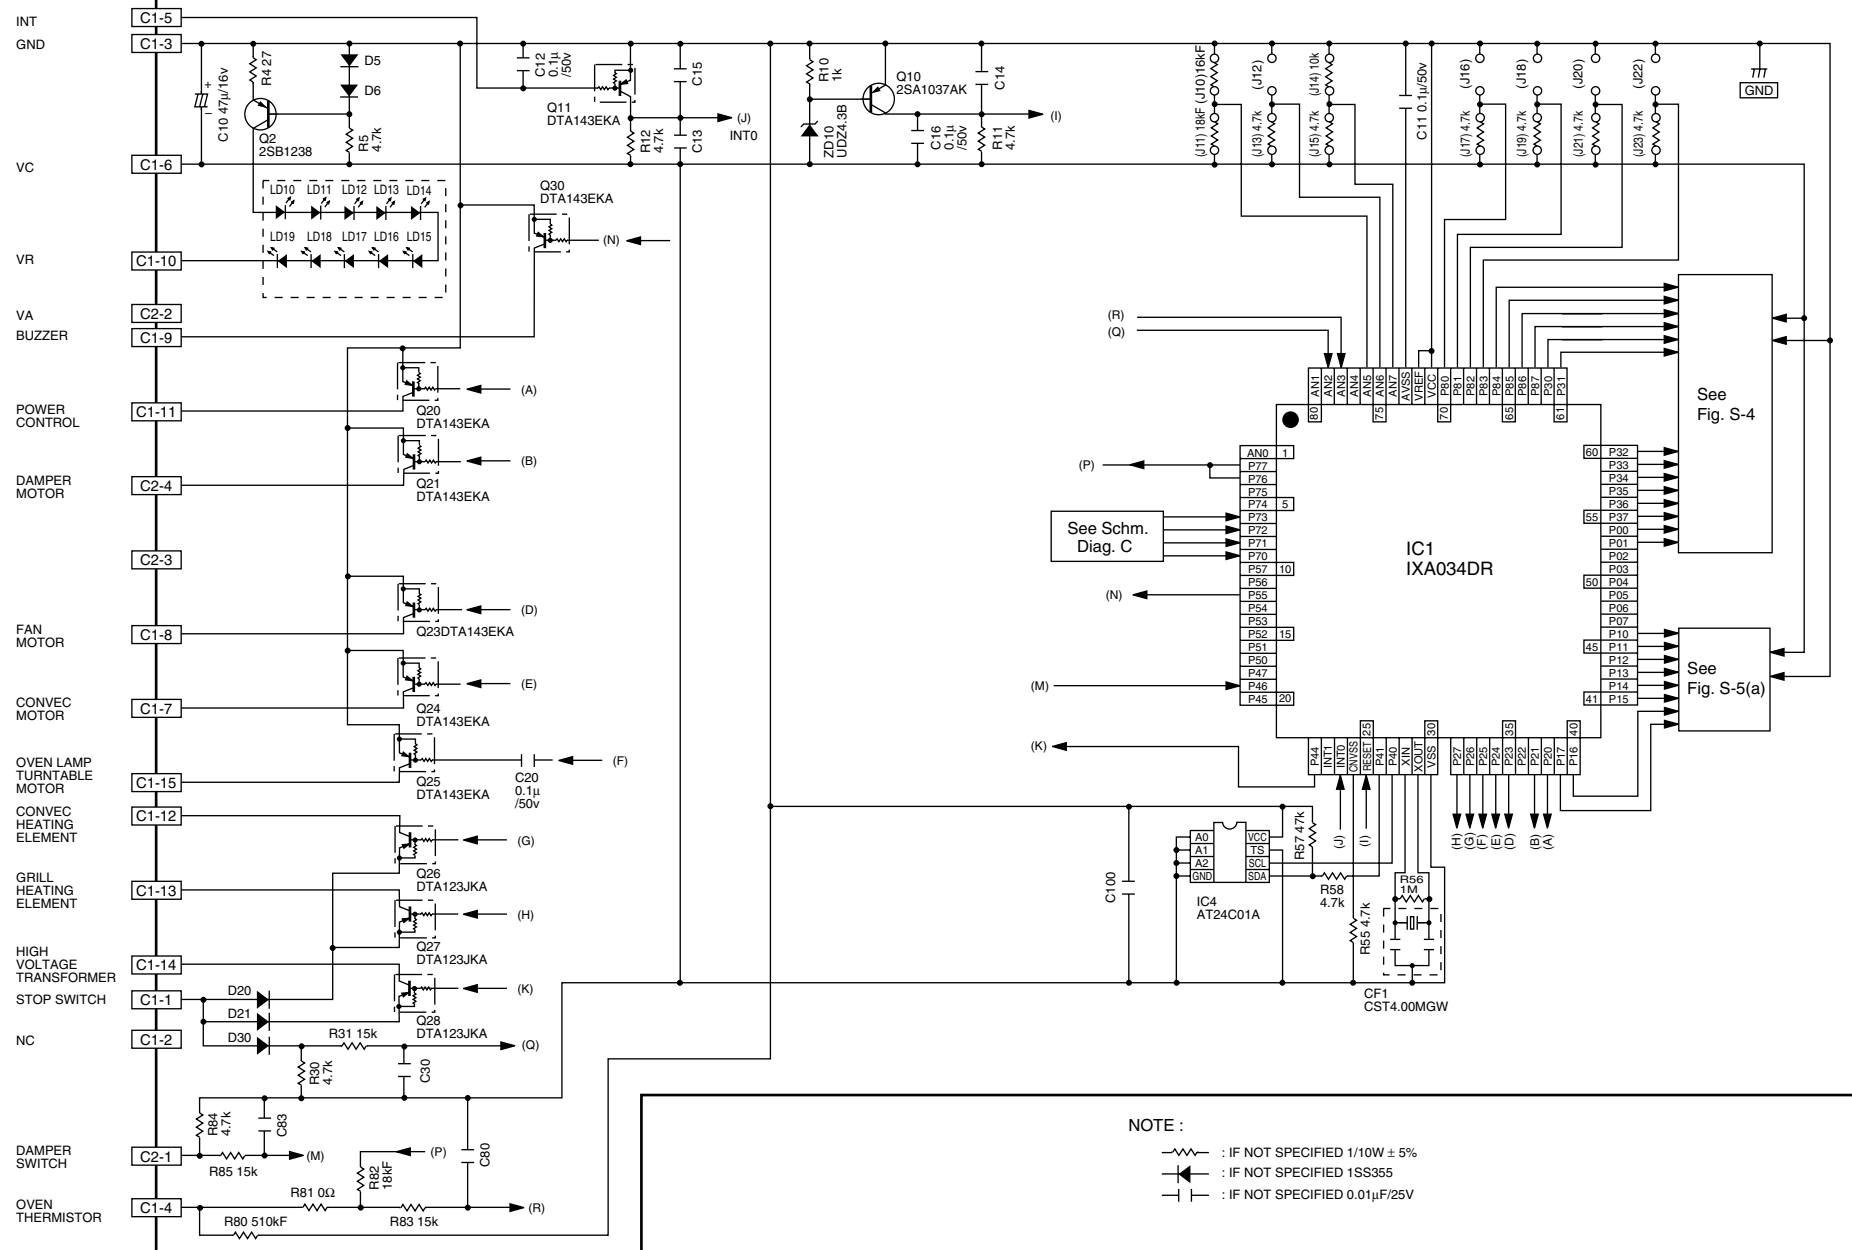 INT
C1-5
GND
C1-3
C10 47μ/16v
+
−
R4 27
D5
D6
Q2
2SB1238
R5
4.7k
C12
0.1μ
/50v
Q11
DTA143EKA
R12
4.7k
C15
C13
(J)
INT0
R10
1k
ZD10
UDZ4.3B
Q10
2SA1037AK
C16
0.1μ
/50v
C14
R11
4.7k
(I)
(J10)16kF
(J11) 18kF
(J12)
(J13) 4.7k
(J14) 10k
(J15) 4.7k
C11 0.1μ/50v
(J16)
(J17) 4.7k
(J18)
(J19) 4.7k
(J20)
(J21) 4.7k
(J22)
(J23) 4.7k
GND
VC
C1-6
LD10 LD11 LD12 LD13 LD14
LD19 LD18 LD17 LD16 LD15
Q30
DTA143EKA
(N)
VR
C1-10
VA
C2-2
BUZZER
C1-9
(A)
Q20
DTA143EKA
POWER
CONTROL
C1-11
(B)
Q21
DTA143EKA
DAMPER
MOTOR
C2-4
C2-3
(D)
Q23DTA143EKA
FAN
MOTOR
C1-8
(E)
Q24
DTA143EKA
CONVEC
MOTOR
C1-7
(F)
C20
0.1μ
/50v
Q25
DTA143EKA
OVEN LAMP
TURNTABLE
MOTOR
C1-15
CONVEC
HEATING
ELEMENT
C1-12
(G)
Q26
DTA123JKA
GRILL
HEATING
ELEMENT
C1-13
(H)
Q27
DTA123JKA
HIGH
VOLTAGE
TRANSFORMER
C1-14
(K)
Q28
DTA123JKA
STOP SWITCH
C1-1
D20
D21
D30
NC
C1-2
R31 15k
(Q)
R30
4.7k
C30
R84
4.7k
C83
DAMPER
SWITCH
C2-1
R85 15k
(M)
R82
18kF
(P)
C80
OVEN
THERMISTOR
C1-4
R81 0Ω
R83 15k
(R)
R80 510kF
(R)
(Q)
AN1 AN2 AN3 AN4 AN5 AN6 AN7 AVSS VREF VCC P80 P81 P82 P83 P84 P85 P86 P87 P30 P31
80 75 70 65 61
See
Fig. S-4
(P)
See Schm.
Diag. C
(N)
(M)
(K)
AN0 1
P77
P76
P75
P74 5
P73
P72
P71
P70
P57 10
P56
P55
P54
P53
P52 15
P51
P50
P47
P46
P45 20
IC1
IXA034DR
60 P32
P33
P34
P35
P36
55 P37
P00
P01
P02
P03
50 P04
P05
P06
P07
P10
45 P11
P12
P13
P14
41 P15
See
Fig. S-5(a)
25 30 35 40
P44 INT1 INT0 CNVSS RESET P41 P40 XIN XOUT VSS P27 P26 P25 P24 P23 P22 P21 P20 P17 P16
(J) (I) (H) (G) (F) (E) (D) (B) (A)
C100
A0 VCC
A1 TS
A2 SCL
GND SDA
IC4
AT24C01A
R57 47k
R58
4.7k
R55 4.7k
R56
1M
CF1
CST4.00MGW
NOTE :
: IF NOT SPECIFIED 1/10W ± 5%
: IF NOT SPECIFIED 1SS355
: IF NOT SPECIFIED 0.01μF/25V